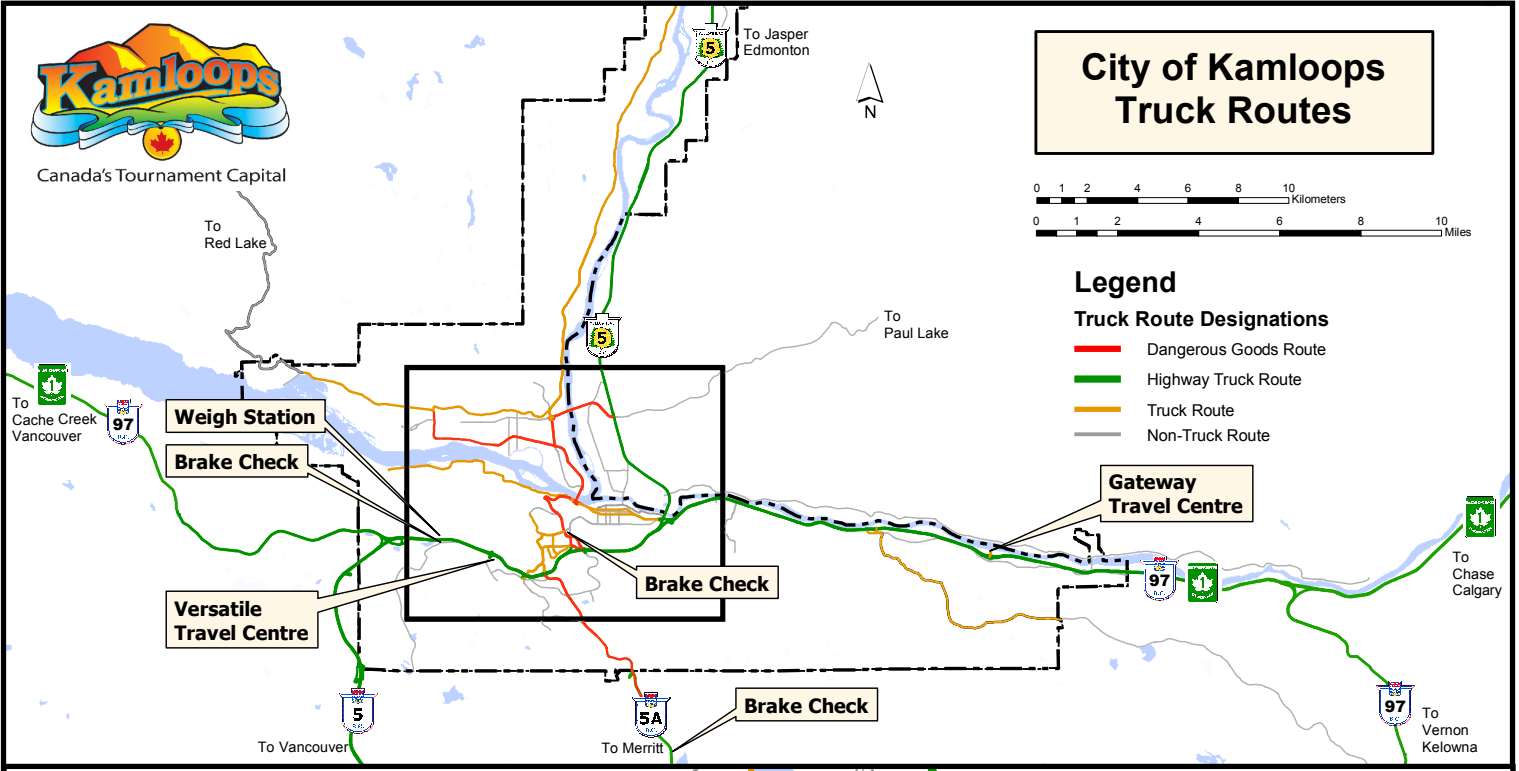 Kamloops
Canada's Tournament Capital
5
To Jasper
Edmonton
N
City of Kamloops
Truck Routes
0 1 2 4 6 8 10
Kilometers
0 1 2 4 6 8 10
Miles
To
Red Lake
Legend
Truck Route Designations
Dangerous Goods Route
Highway Truck Route
Truck Route
Non-Truck Route
5
To
Paul Lake
1
To
Cache Creek
Vancouver
97
B.C.
Weigh Station
Brake Check
Gateway
Travel Centre
1
To
Chase
Calgary
97
B.C.
1
Brake Check
Versatile
Travel Centre
5
B.C.
To Vancouver
5A
B.C.
To Merritt
Brake Check
97
B.C.
To
Vernon
Kelowna